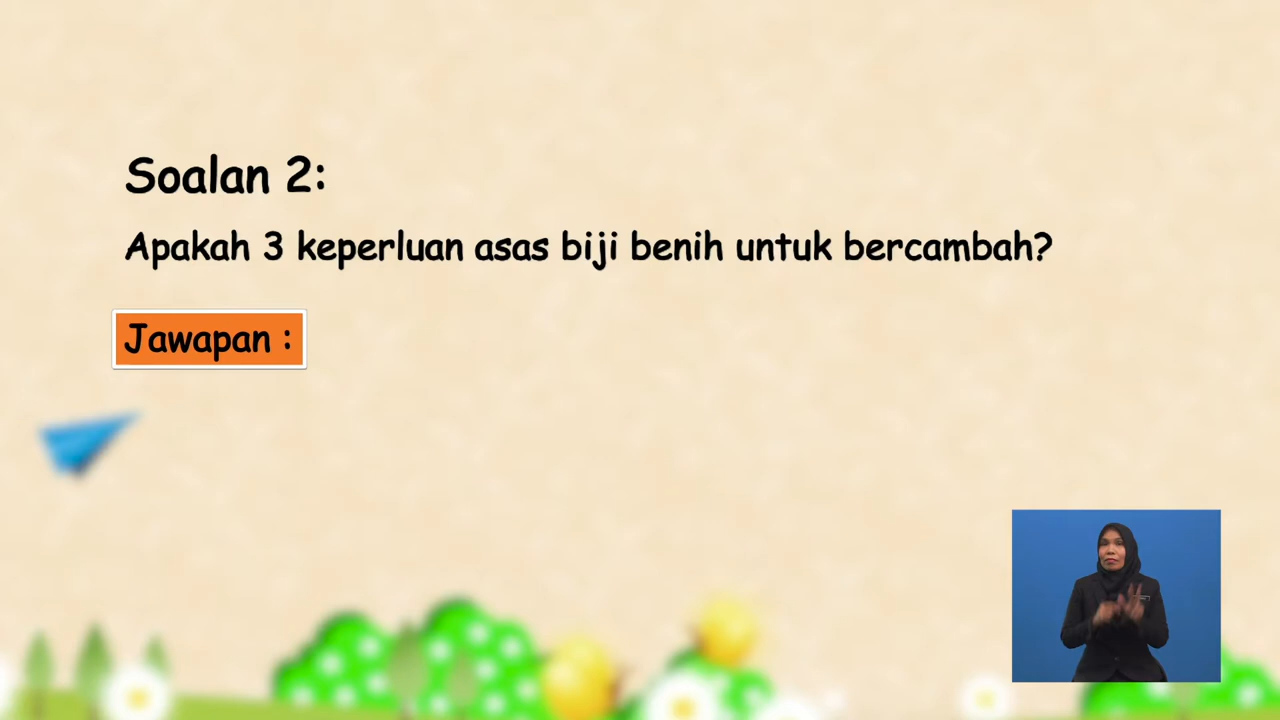 Soalan 2:
Apakah 3 keperluan asas biji benih untuk bercambah?
Jawapan :